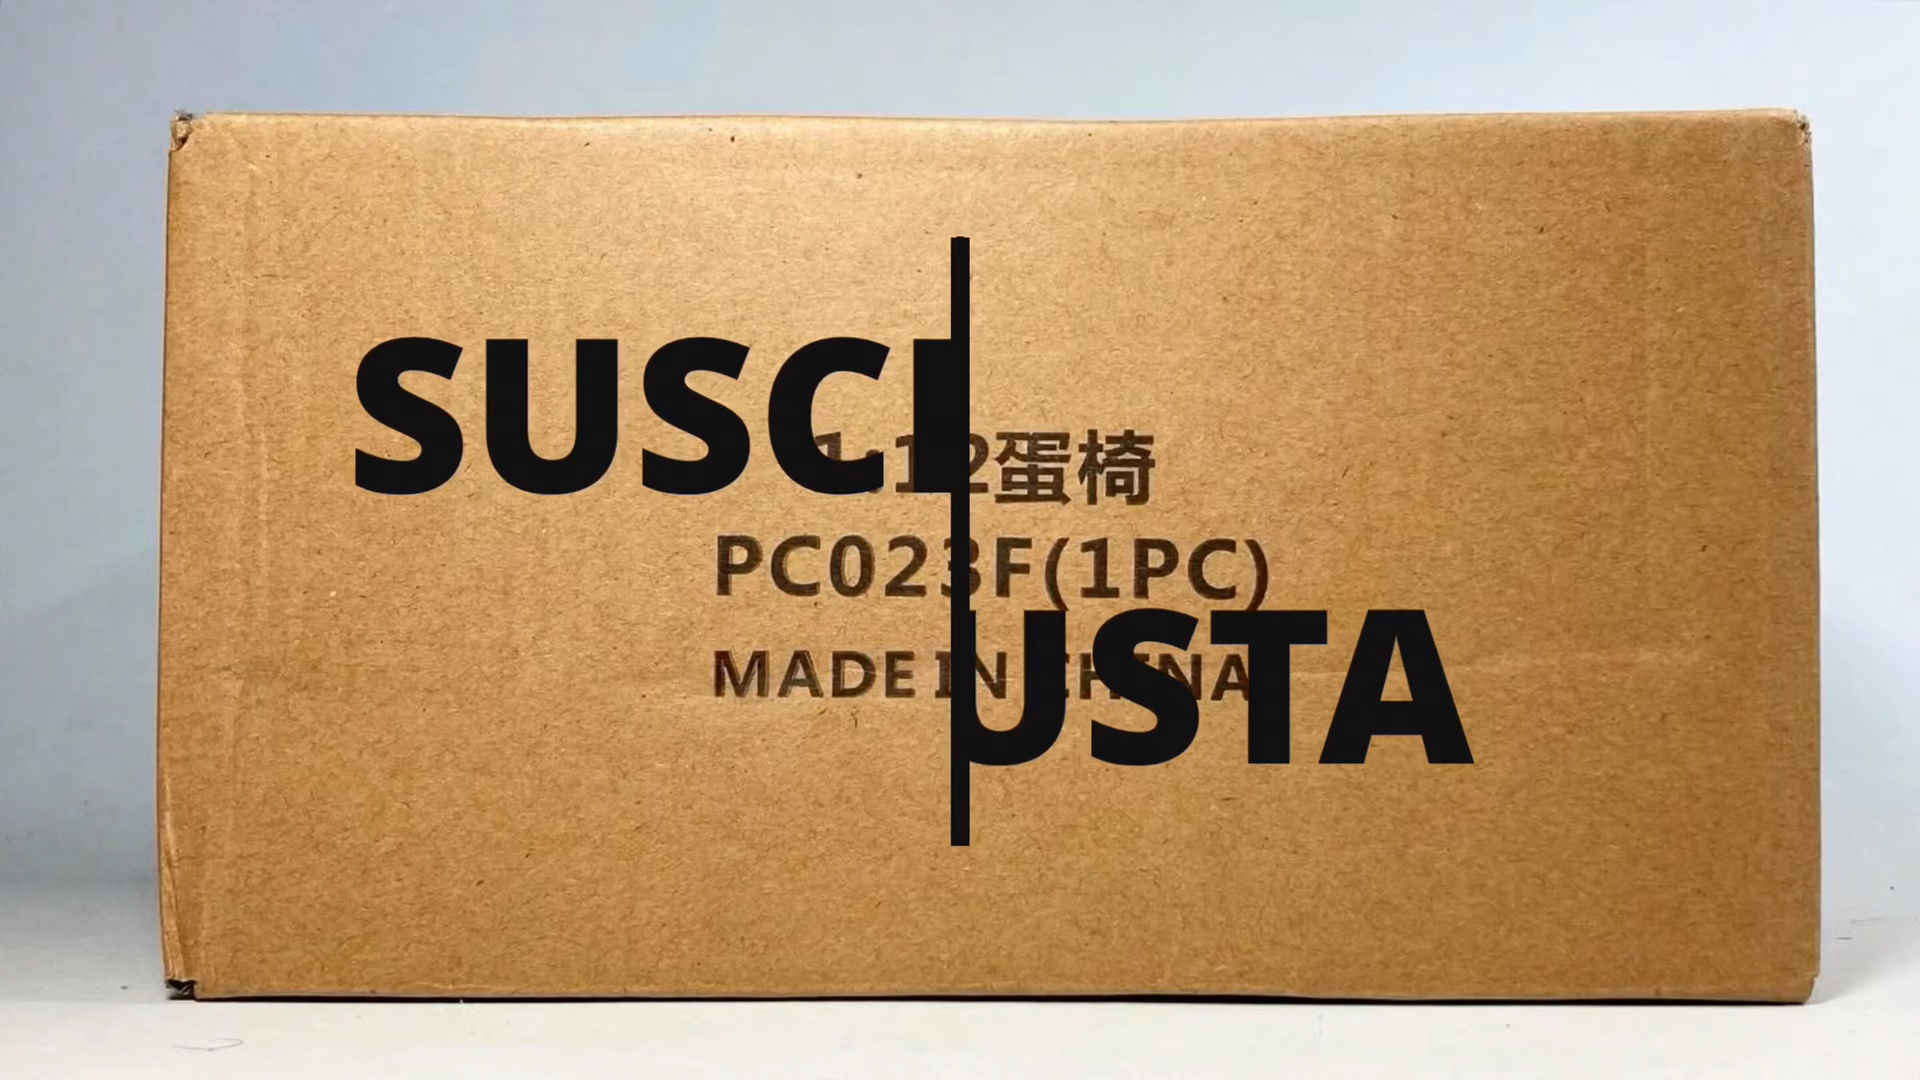 SUSCI
1:12蛋椅
PC023F(1PC)
USTA
MADE IN CHINA